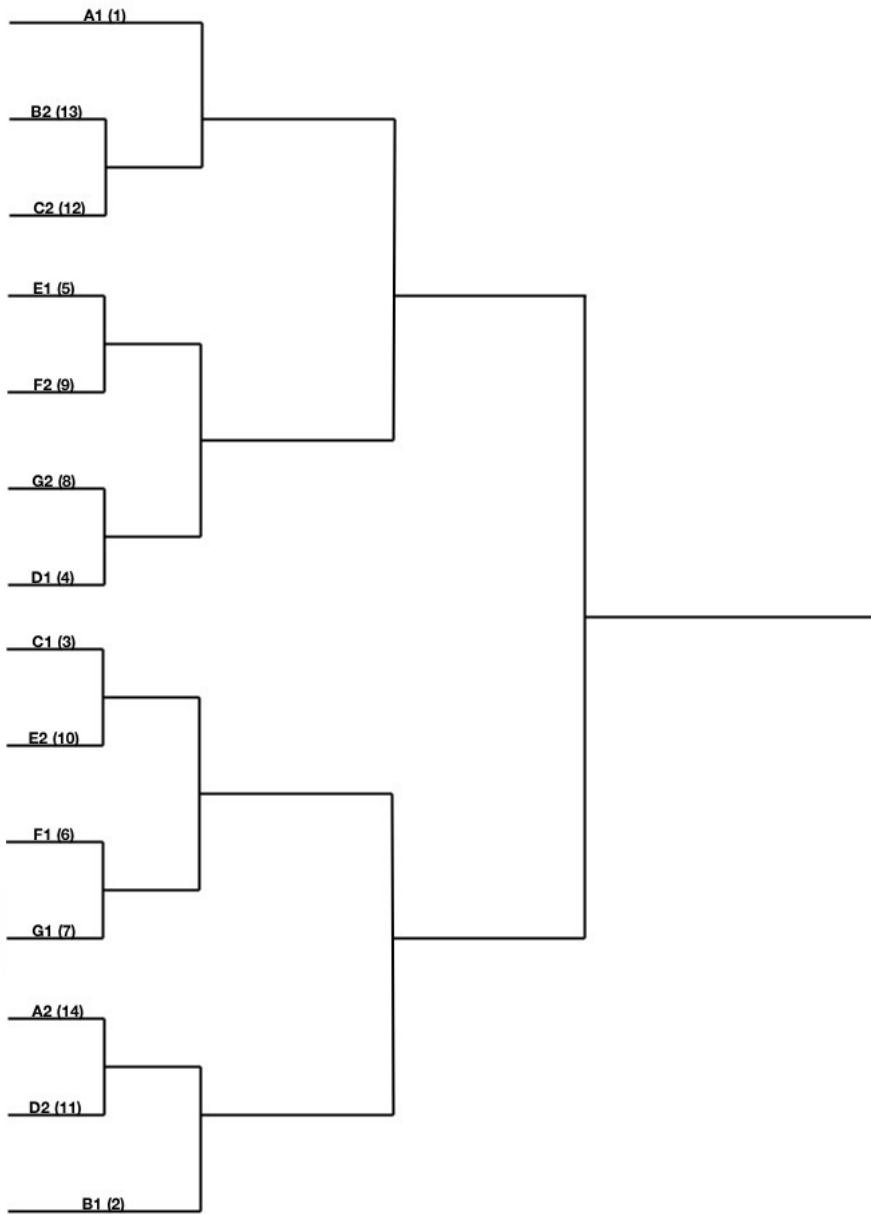 A1 (1)
B2 (13)
C2 (12)
E1 (5)
F2 (9)
G2 (8)
D1 (4)
C1 (3)
E2 (10)
F1 (6)
G1 (7)
A2 (14)
D2 (11)
B1 (2)